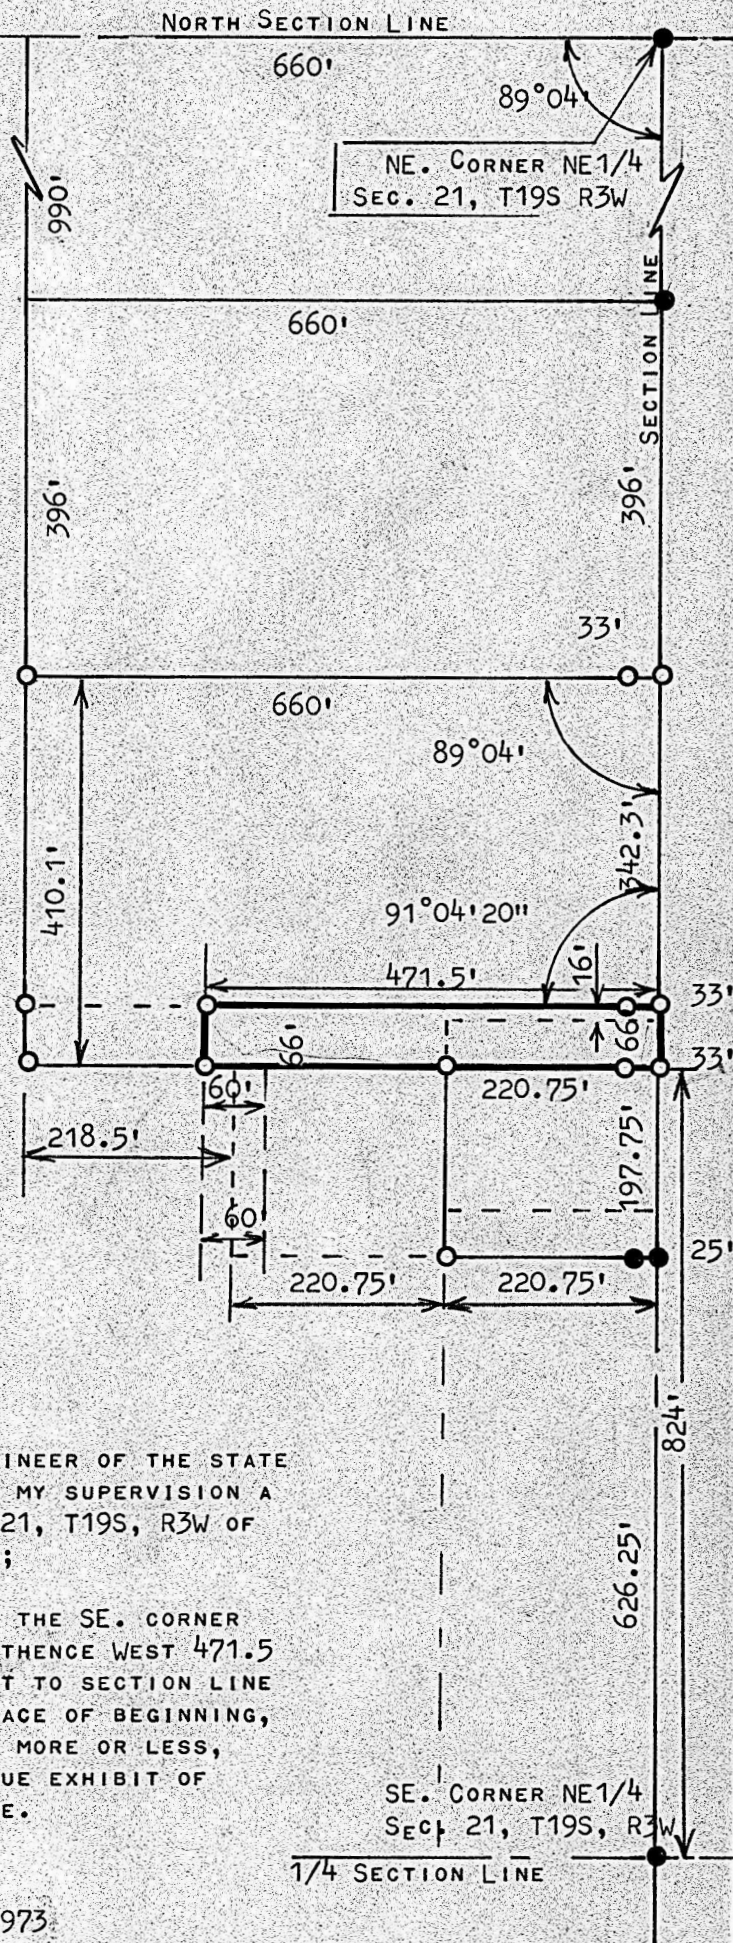 NORTH SECTION LINE
660'
89°04'
NE. CORNER NE1/4
SEC. 21, T19S R3W
990'
SECTION LINE
660'
396'
396'
33'
660'
89°04'
342.3'
410.1'
91°04'20"
471.5'
16'
33'
66'
66'
33'
60'
220.75'
218.5'
197.75'
60'
25'
220.75'
220.75'
824'
INEER OF THE STATE
MY SUPERVISION A
21, T19S, R3W OF
;
626.25'
THE SE. CORNER
THENCE WEST 471.5
T TO SECTION LINE
ACE OF BEGINNING,
MORE OR LESS,
UE EXHIBIT OF
E.
SE. CORNER NE1/4
SEC. 21, T19S, R3W
1/4 SECTION LINE
973